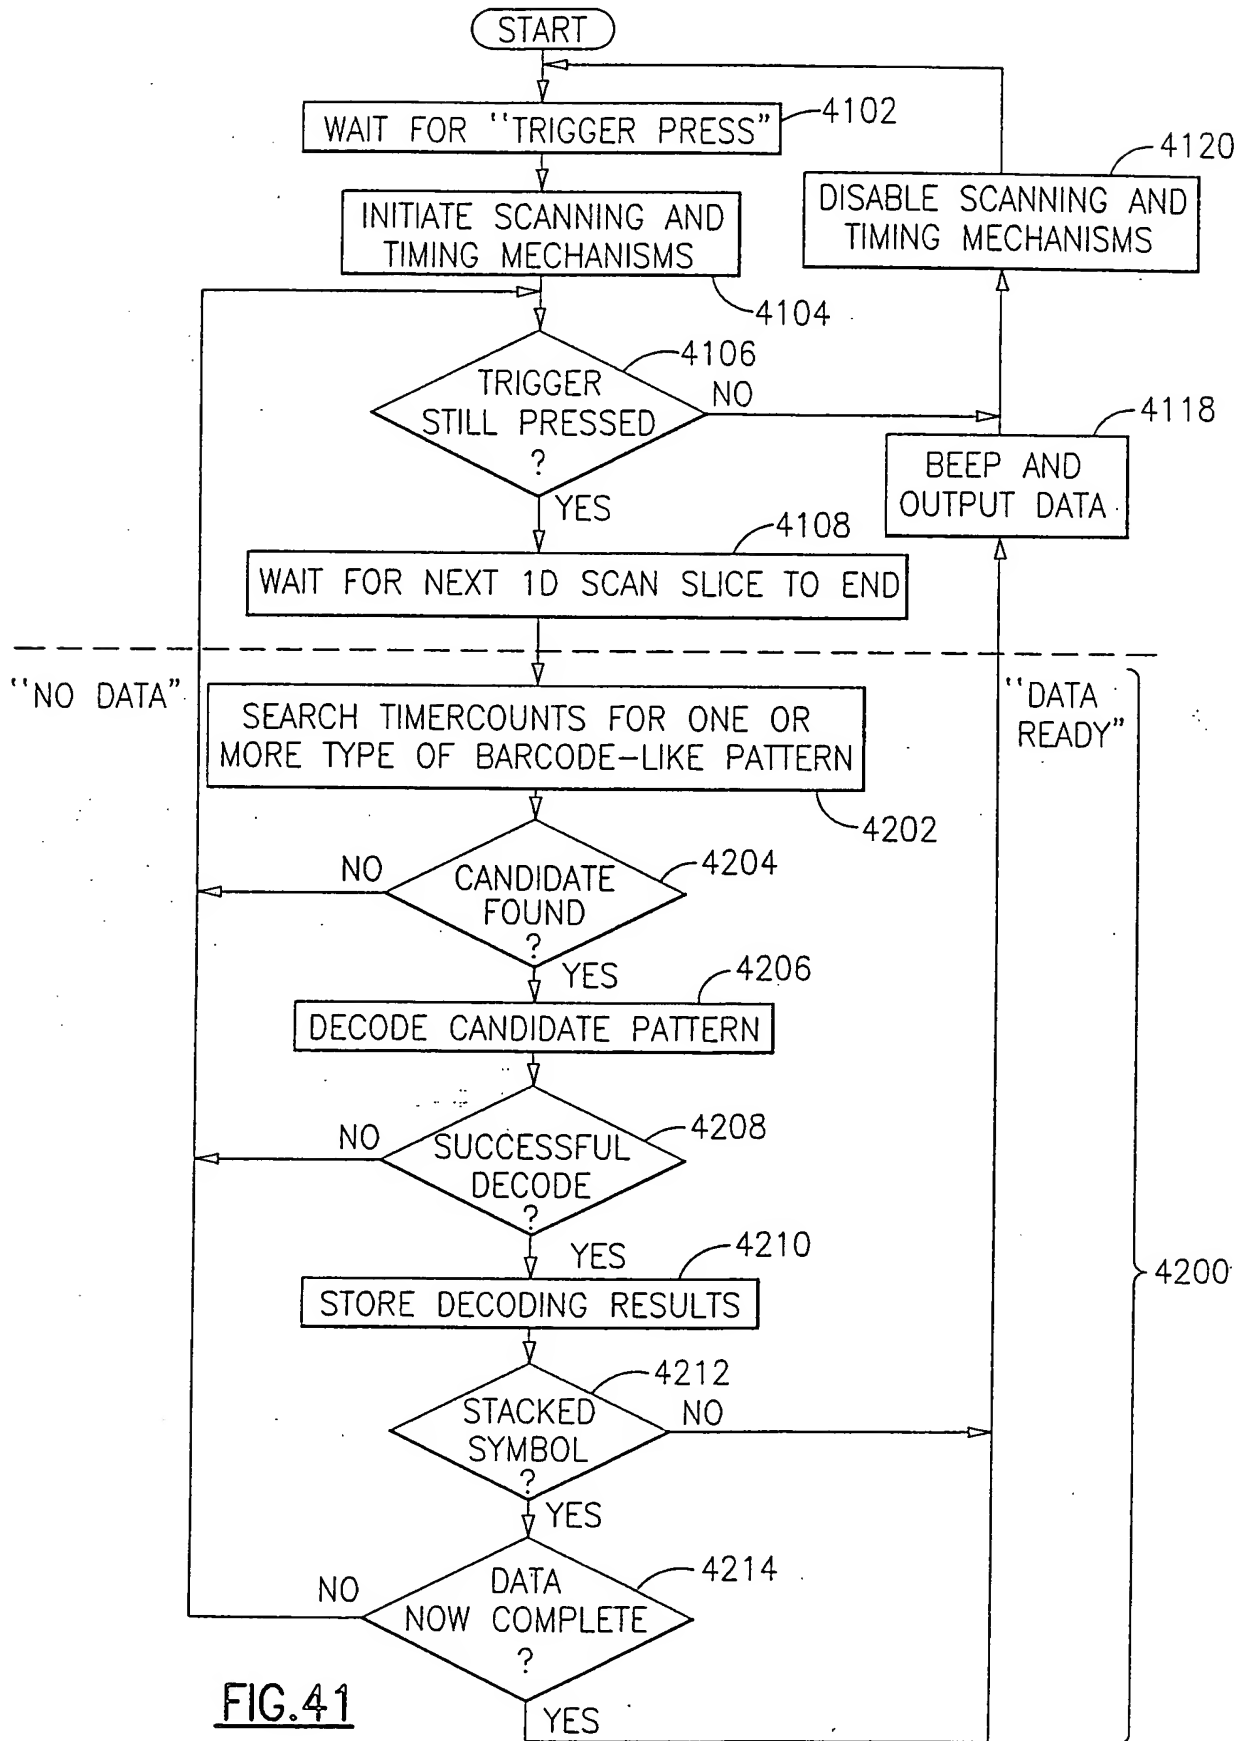 START
WAIT FOR "TRIGGER PRESS"
4102
INITIATE SCANNING AND
TIMING MECHANISMS
4104
DISABLE SCANNING AND
TIMING MECHANISMS
4120
TRIGGER
STILL PRESSED
?
4106
NO
YES
BEEP AND
OUTPUT DATA
4118
WAIT FOR NEXT 1D SCAN SLICE TO END
4108
"NO DATA"
"DATA
READY"
SEARCH TIMERCOUNTS FOR ONE OR
MORE TYPE OF BARCODE-LIKE PATTERN
4202
CANDIDATE
FOUND
?
4204
NO
YES
DECODE CANDIDATE PATTERN
4206
SUCCESSFUL
DECODE
?
4208
NO
YES
STORE DECODING RESULTS
4210
4200
STACKED
SYMBOL
?
4212
NO
YES
DATA
NOW COMPLETE
?
4214
NO
YES
FIG.41